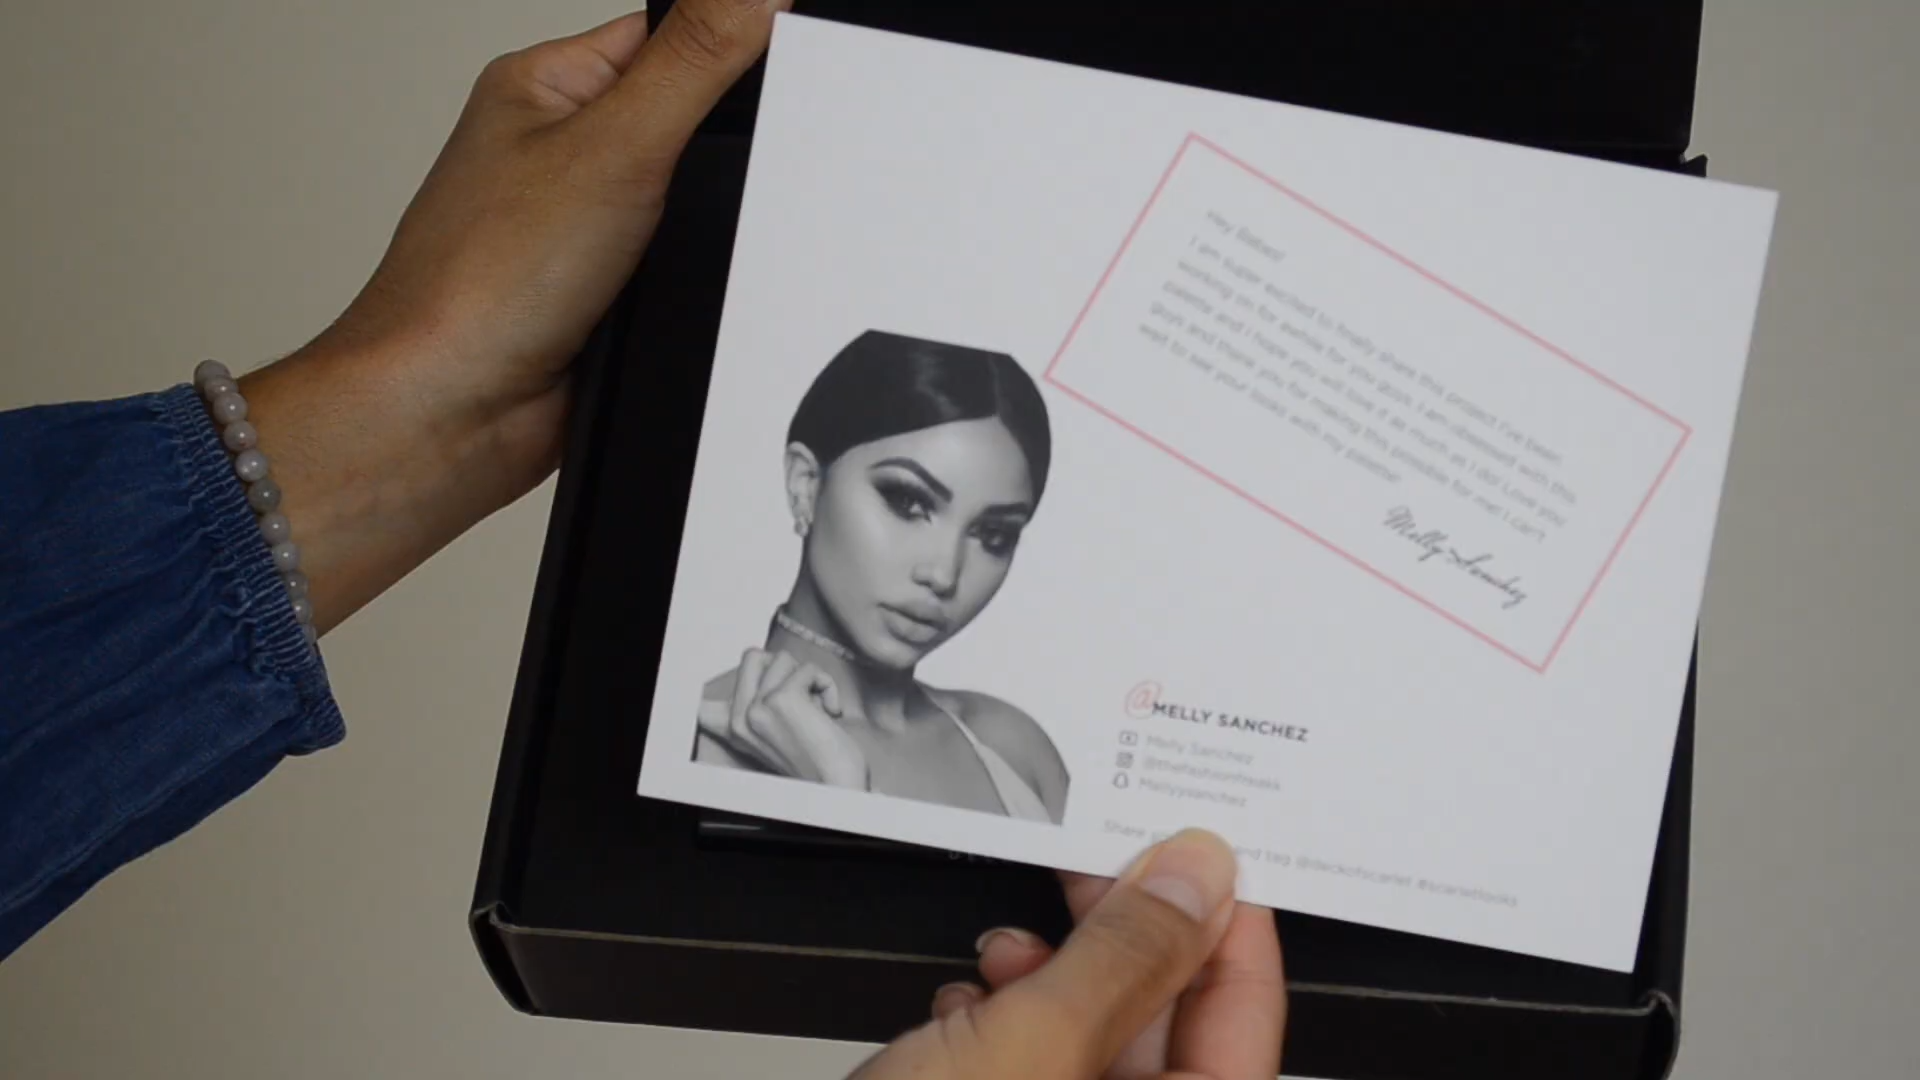 Hey Babes!
I am super excited to finally share this project I've been
working on for awhile for you guys. I am obsessed with this
palette and I hope you will love it as much as I do! Love you
guys and thank you for making this possible for me! I can't
wait to see your looks with my palette!
Melly Sanchez
@MELLY SANCHEZ
Melly Sanchez
@thefashionfreakk
Mellyysanchez
Share and tag @deckofscarlet #scarletlooks